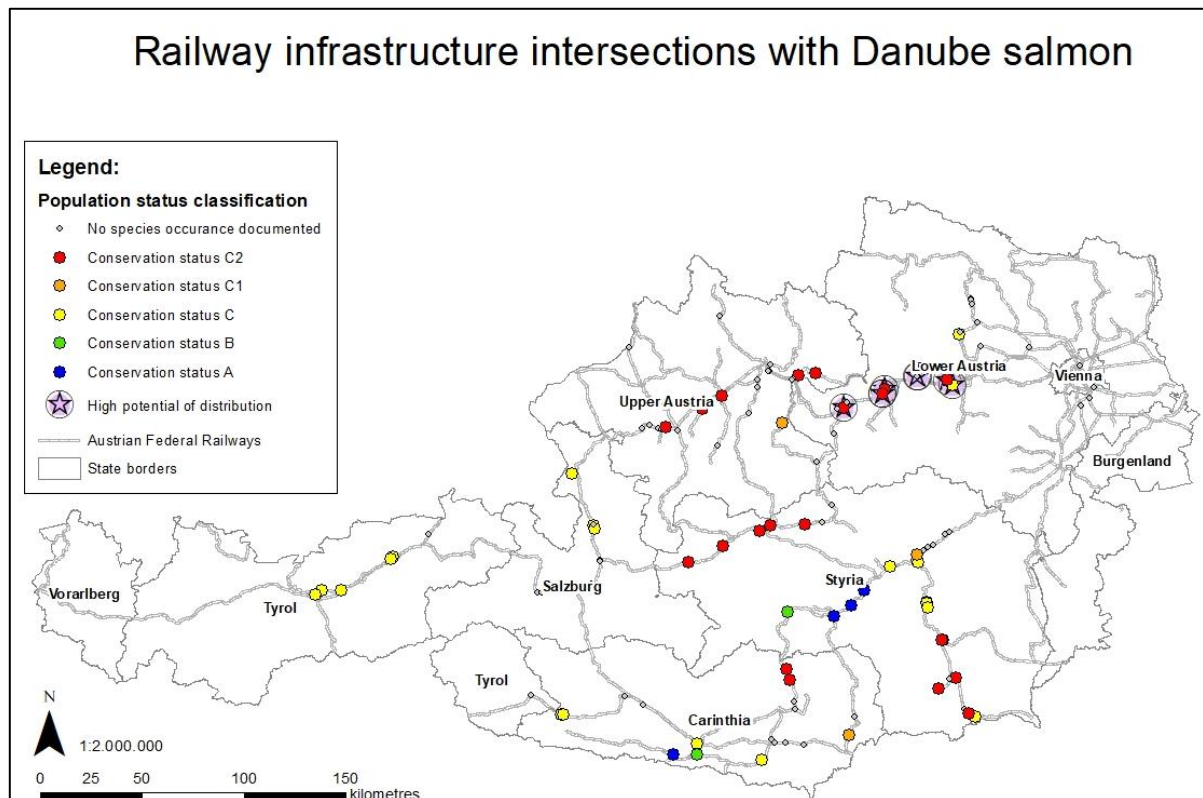 Railway infrastructure intersections with Danube salmon
Legend:
Population status classification
No species occurance documented
Conservation status C2
Conservation status C1
Conservation status C
Conservation status B
Conservation status A
High potential of distribution
Austrian Federal Railways
State borders
Lower Austria
Vienna
Upper Austria
Burgenland
Vorarlberg
Tyrol
Salzburg
Styria
Tyrol
Carinthia
N
1:2.000.000
0 25 50 100 150
kilometres